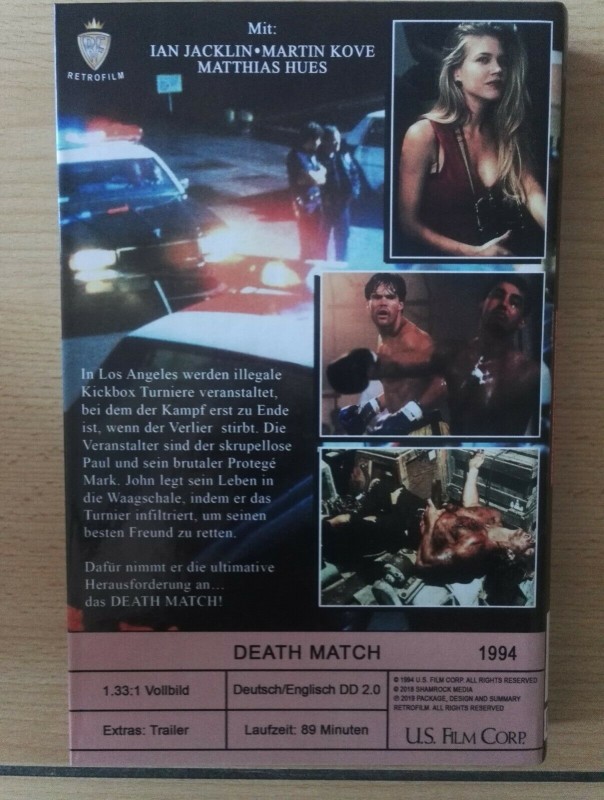 RETROFILM
Mit:
IAN JACKLIN•MARTIN KOVE
MATTHIAS HUES
In Los Angeles werden illegale
Kickbox Turniere veranstaltet,
bei dem der Kampf erst zu Ende
ist, wenn der Verlier stirbt. Die
Veranstalter sind der skrupellose
Paul und sein brutaler Protegé
Mark. John legt sein Leben in
die Waagschale, indem er das
Turnier infiltriert, um seinen
besten Freund zu retten.
Dafür nimmt er die ultimative
Herausforderung an...
das DEATH MATCH!
DEATH MATCH 1994
1.33:1 Vollbild
Deutsch/Englisch DD 2.0
Extras: Trailer
Laufzeit: 89 Minuten
© 1994 U.S. FILM CORP. ALL RIGHTS RESERVED
© 2018 SHAMROCK MEDIA
℗ 2019 PACKAGE, DESIGN AND SUMMARY
RETROFILM. ALL RIGHTS RESERVED
U.S. FILM CORP.